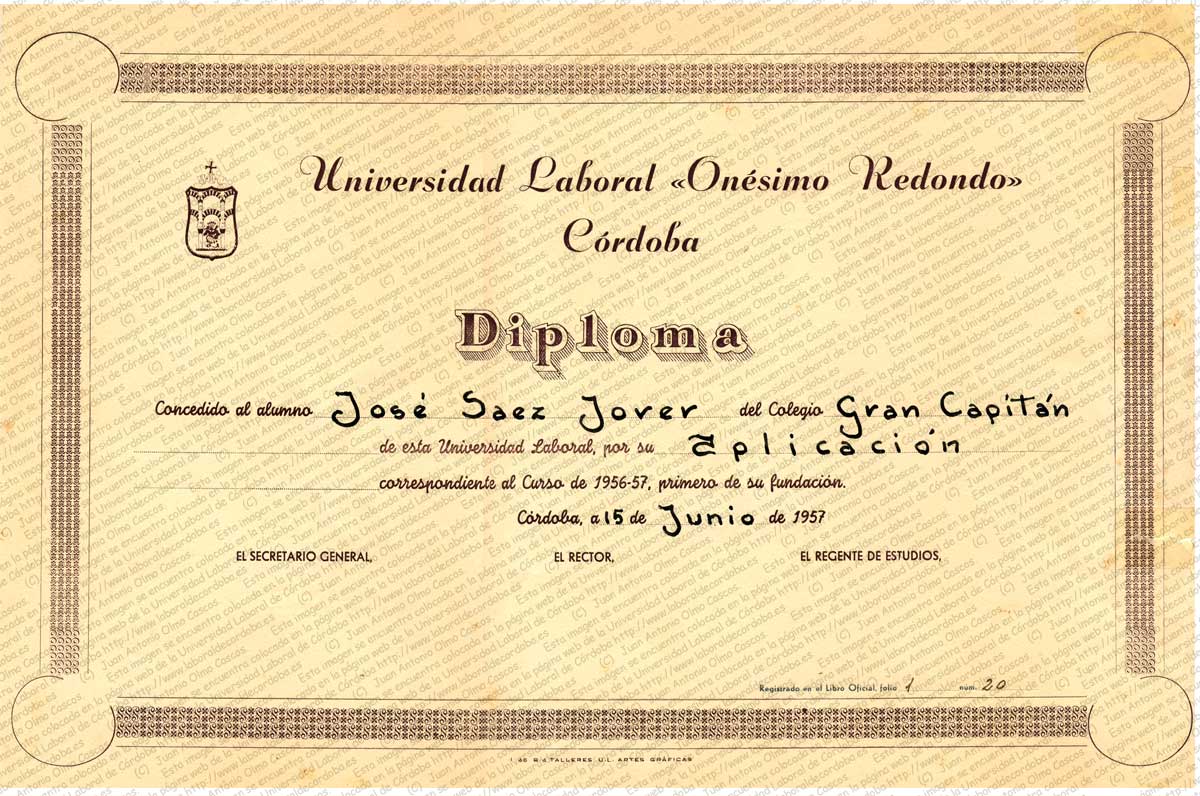 Universidad Laboral «Onésimo Redondo»
Córdoba
Diploma
Concedido al alumno José Saez Jover del Colegio Gran Capitán
de esta Universidad Laboral, por su aplicación
correspondiente al Curso de 1956-57, primero de su fundación.
Córdoba, a 15 de Junio de 1957
EL SECRETARIO GENERAL, EL RECTOR, EL REGENTE DE ESTUDIOS,
Registrado en el Libro Oficial, folio 1 núm. 20
TALLERES U.L. ARTES GRÁFICAS